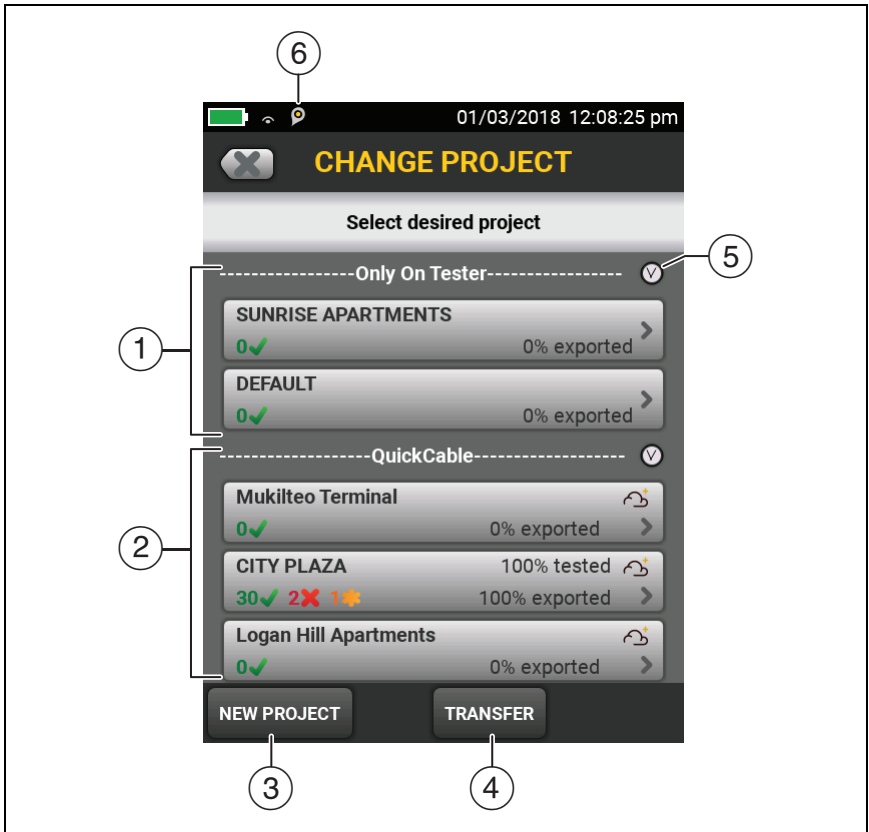 6
01/03/2018 12:08:25 pm
CHANGE PROJECT
Select desired project
5
----------------Only On Tester----------------
1
SUNRISE APARTMENTS
0✔ 0% exported
DEFAULT
0✔ 0% exported
2
------------------QuickCable------------------
Mukilteo Terminal
0✔ 0% exported
CITY PLAZA 100% tested
30✔ 2✖ 1✱ 100% exported
Logan Hill Apartments
0✔ 0% exported
NEW PROJECT TRANSFER
3 4